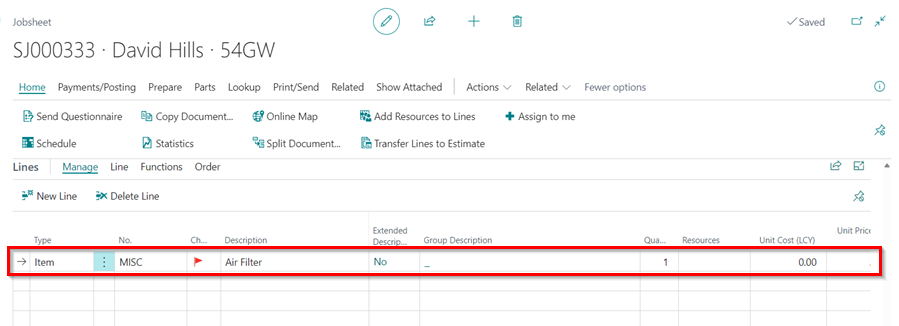 Jobsheet
Saved
SJ000333 · David Hills · 54GW
Home Payments/Posting Prepare Parts Lookup Print/Send Related Show Attached Actions Related Fewer options
Send Questionnaire Copy Document... Online Map Add Resources to Lines Assign to me
Schedule Statistics Split Document... Transfer Lines to Estimate
Lines Manage Line Functions Order
New Line Delete Line
Type No. Ch... Description Extended Descrip... Group Description Qua... Resources Unit Cost (LCY) Unit Price
Item MISC Air Filter No _ 1 0.00